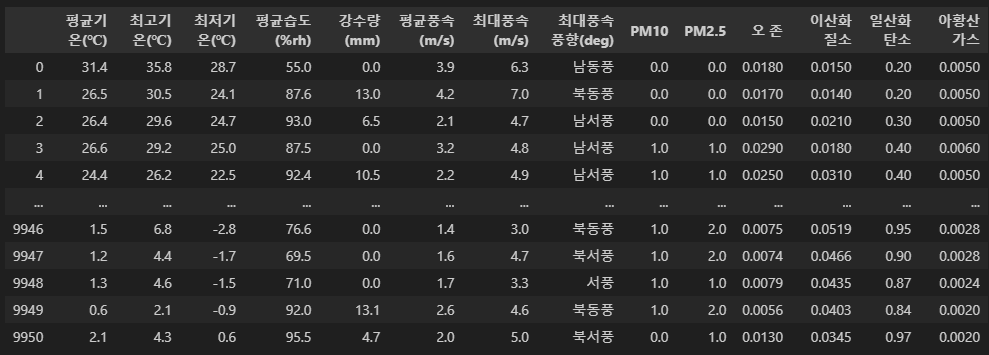 평균기온(℃) 최고기온(℃) 최저기온(℃) 평균습도(%rh) 강수량(mm) 평균풍속(m/s) 최대풍속(m/s) 최대풍속풍향(deg) PM10 PM2.5 오 존 이산화질소 일산화탄소 아황산가스
0 31.4 35.8 28.7 55.0 0.0 3.9 6.3 남동풍 0.0 0.0 0.0180 0.0150 0.20 0.0050
1 26.5 30.5 24.1 87.6 13.0 4.2 7.0 북동풍 0.0 0.0 0.0170 0.0140 0.20 0.0050
2 26.4 29.6 24.7 93.0 6.5 2.1 4.7 남서풍 0.0 0.0 0.0150 0.0210 0.30 0.0050
3 26.6 29.2 25.0 87.5 0.0 3.2 4.8 남서풍 1.0 1.0 0.0290 0.0180 0.40 0.0060
4 24.4 26.2 22.5 92.4 10.5 2.2 4.9 남서풍 1.0 1.0 0.0250 0.0310 0.40 0.0050
... ... ... ... ... ... ... ... ... ... ... ... ... ... ...
9946 1.5 6.8 -2.8 76.6 0.0 1.4 3.0 북동풍 1.0 2.0 0.0075 0.0519 0.95 0.0028
9947 1.2 4.4 -1.7 69.5 0.0 1.6 4.7 북서풍 1.0 2.0 0.0074 0.0466 0.90 0.0028
9948 1.3 4.6 -1.5 71.0 0.0 1.7 3.3 서풍 1.0 2.0 0.0079 0.0435 0.87 0.0024
9949 0.6 2.1 -0.9 92.0 13.1 2.6 4.6 북동풍 1.0 2.0 0.0056 0.0403 0.84 0.0020
9950 2.1 4.3 0.6 95.5 4.7 2.0 5.0 북서풍 0.0 1.0 0.0130 0.0345 0.97 0.0020